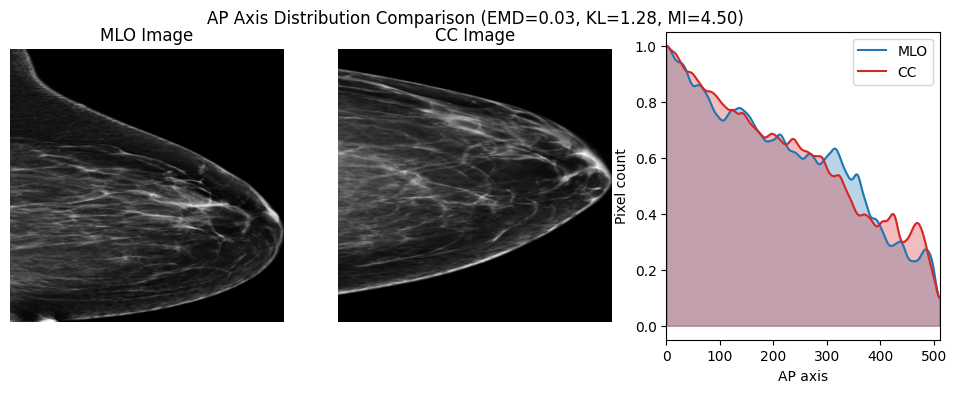 AP Axis Distribution Comparison (EMD=0.03, KL=1.28, MI=4.50)
MLO Image
CC Image
MLO
CC
Pixel count
1.0
0.8
0.6
0.4
0.2
0.0
0 100 200 300 400 500
AP axis